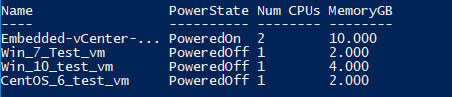 Name                 PowerState Num CPUs MemoryGB
----                 ---------- -------- --------
Embedded-vCenter-... PoweredOn  2        10.000
Win_7_Test_vm        PoweredOff 1        2.000
Win_10_test_vm       PoweredOff 1        4.000
CentOS_6_test_vm     PoweredOff 1        2.000